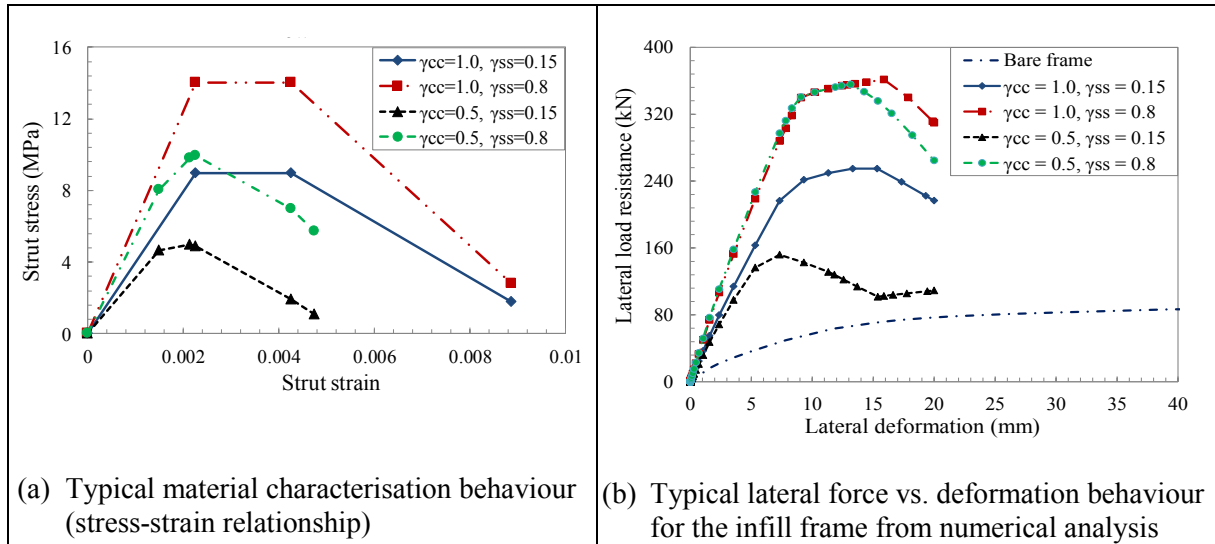 16
12
8
4
0
0
0.002
0.004
0.006
0.008
0.01
Strut stress (MPa)
Strut strain
γcc=1.0, γss=0.15
γcc=1.0, γss=0.8
γcc=0.5, γss=0.15
γcc=0.5, γss=0.8
(a) Typical material characterisation behaviour
(stress-strain relationship)
400
320
240
160
80
0
0
5
10
15
20
25
30
35
40
Lateral load resistance (kN)
Lateral deformation (mm)
Bare frame
γcc = 1.0, γss = 0.15
γcc = 1.0, γss = 0.8
γcc = 0.5, γss = 0.15
γcc = 0.5, γss = 0.8
(b) Typical lateral force vs. deformation behaviour
for the infill frame from numerical analysis